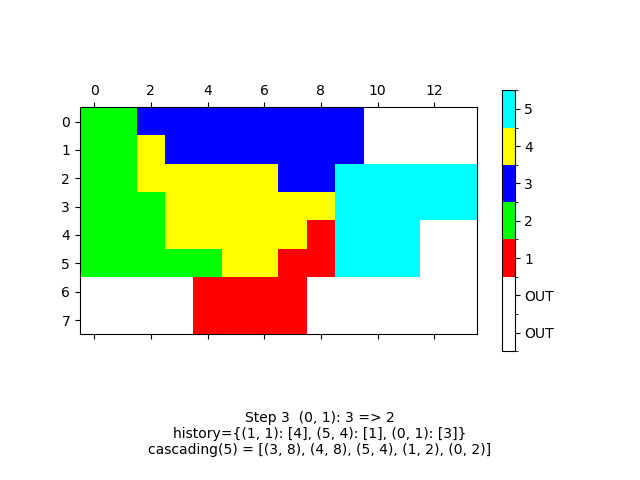 0 2 4 6 8 10 12
0
1
2
3
4
5
6
7
5
4
3
2
1
OUT
OUT
Step 3  (0, 1): 3 => 2
history={(1, 1): [4], (5, 4): [1], (0, 1): [3]}
cascading(5) = [(3, 8), (4, 8), (5, 4), (1, 2), (0, 2)]